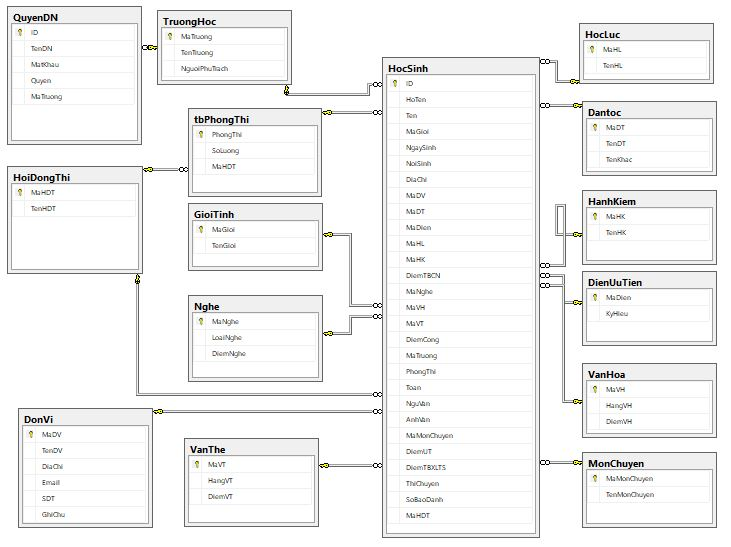 QuyenDN
ID
TenDN
MatKhau
Quyen
MaTruong
TruongHoc
MaTruong
TenTruong
NguoiPhuTrach
tbPhongThi
PhongThi
SoLuong
MaHDT
HoiDongThi
MaHDT
TenHDT
GioiTinh
MaGioi
TenGioi
Nghe
MaNghe
LoaiNghe
DiemNghe
DonVi
MaDV
TenDV
DiaChi
Email
SDT
GhiChu
VanThe
MaVT
HangVT
DiemVT
HocSinh
ID
HoTen
Ten
MaGioi
NgaySinh
NoiSinh
DiaChi
MaDV
MaDT
MaDien
MaHL
MaHK
DiemTBCN
MaNghe
MaVH
MaVT
DiemCong
MaTruong
PhongThi
Toan
NguVan
AnhVan
MaMonChuyen
DiemUT
DiemTBXLTS
ThiChuyen
SoBaoDanh
MaHDT
HocLuc
MaHL
TenHL
Dantoc
MaDT
TenDT
TenKhac
HanhKiem
MaHK
TenHK
DienUuTien
MaDien
KyHieu
VanHoa
MaVH
HangVH
DiemVH
MonChuyen
MaMonChuyen
TenMonChuyen